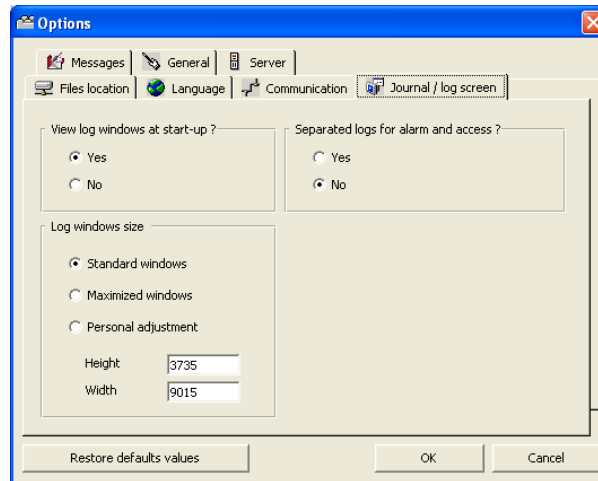 Options
Messages General Server
Files location Language Communication Journal / log screen
View log windows at start-up ?
Yes
No
Separated logs for alarm and access ?
Yes
No
Log windows size
Standard windows
Maximized windows
Personal adjustment
Height 3735
Width 9015
Restore defaults values OK Cancel